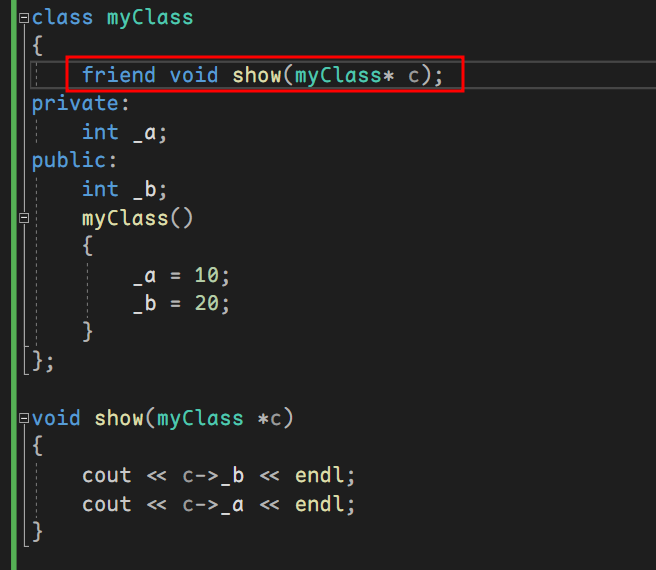 class myClass
{
    friend void show(myClass* c);
private:
    int _a;
public:
    int _b;
    myClass()
    {
        _a = 10;
        _b = 20;
    }
};
void show(myClass *c)
{
    cout << c->_b << endl;
    cout << c->_a << endl;
}